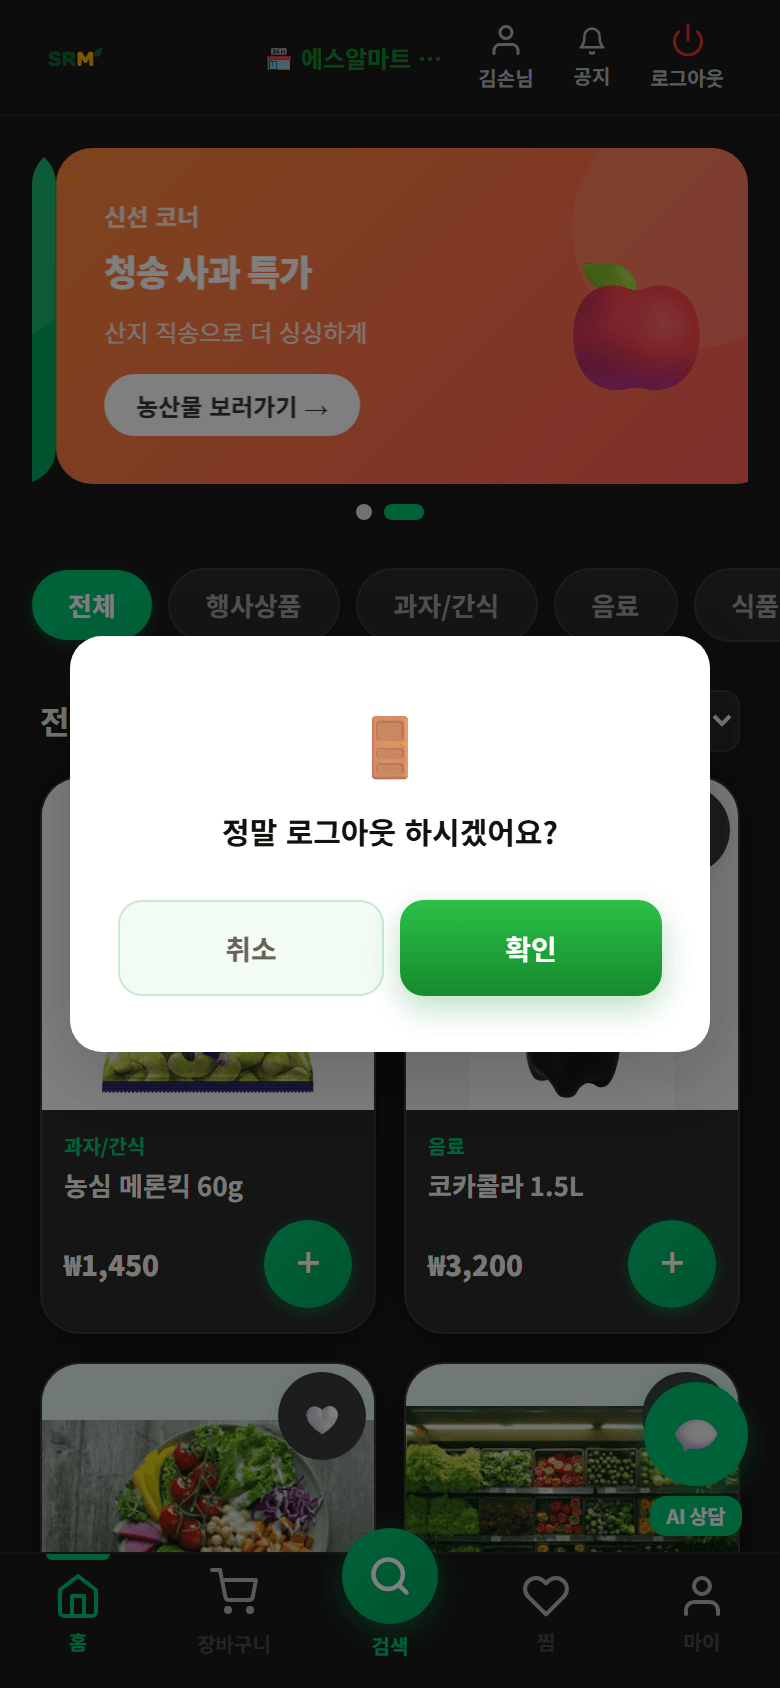 SRM
에스알마트 ···
김손님
공지
로그아웃
신선 코너
청송 사과 특가
산지 직송으로 더 싱싱하게
농산물 보러가기 →
전체
행사상품
과자/간식
음료
식품
전
정말 로그아웃 하시겠어요?
취소
확인
과자/간식
농심 메론킥 60g
₩1,450
+
음료
코카콜라 1.5L
₩3,200
+
AI 상담
홈
장바구니
검색
찜
마이